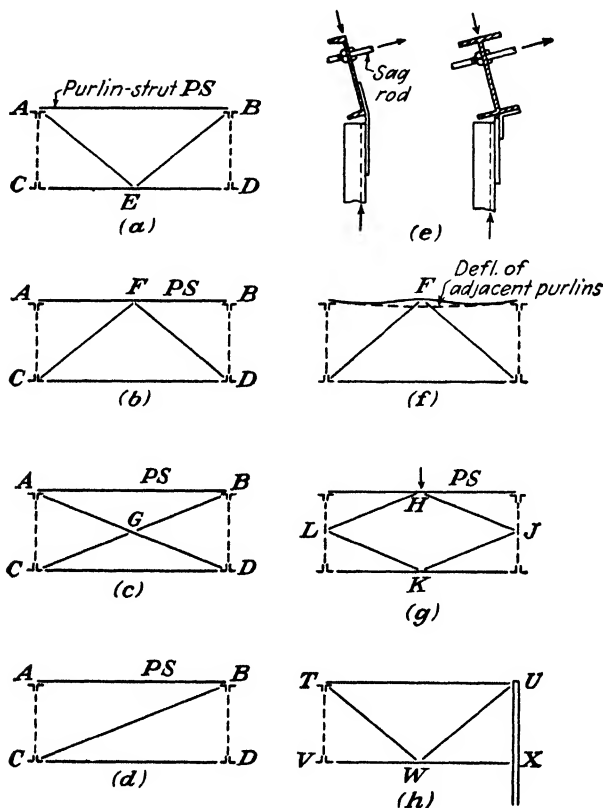 Purlin-strut PS
A B
C D
E
(a)
Sag
rod
(e)
A F PS B
C D
(b)
F Defl. of
adjacent purlins
(f)
A PS B
G
C D
(c)
PS
H
L J
K
(g)
A PS B
C D
(d)
T U
V W X
(h)